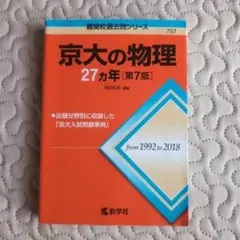 難関校過去問シリーズ
757
京大の物理
27ヵ年[第7版]
●出題分野別に収録した
「京大入試問題事典」
from 1992 to 2018
教学社